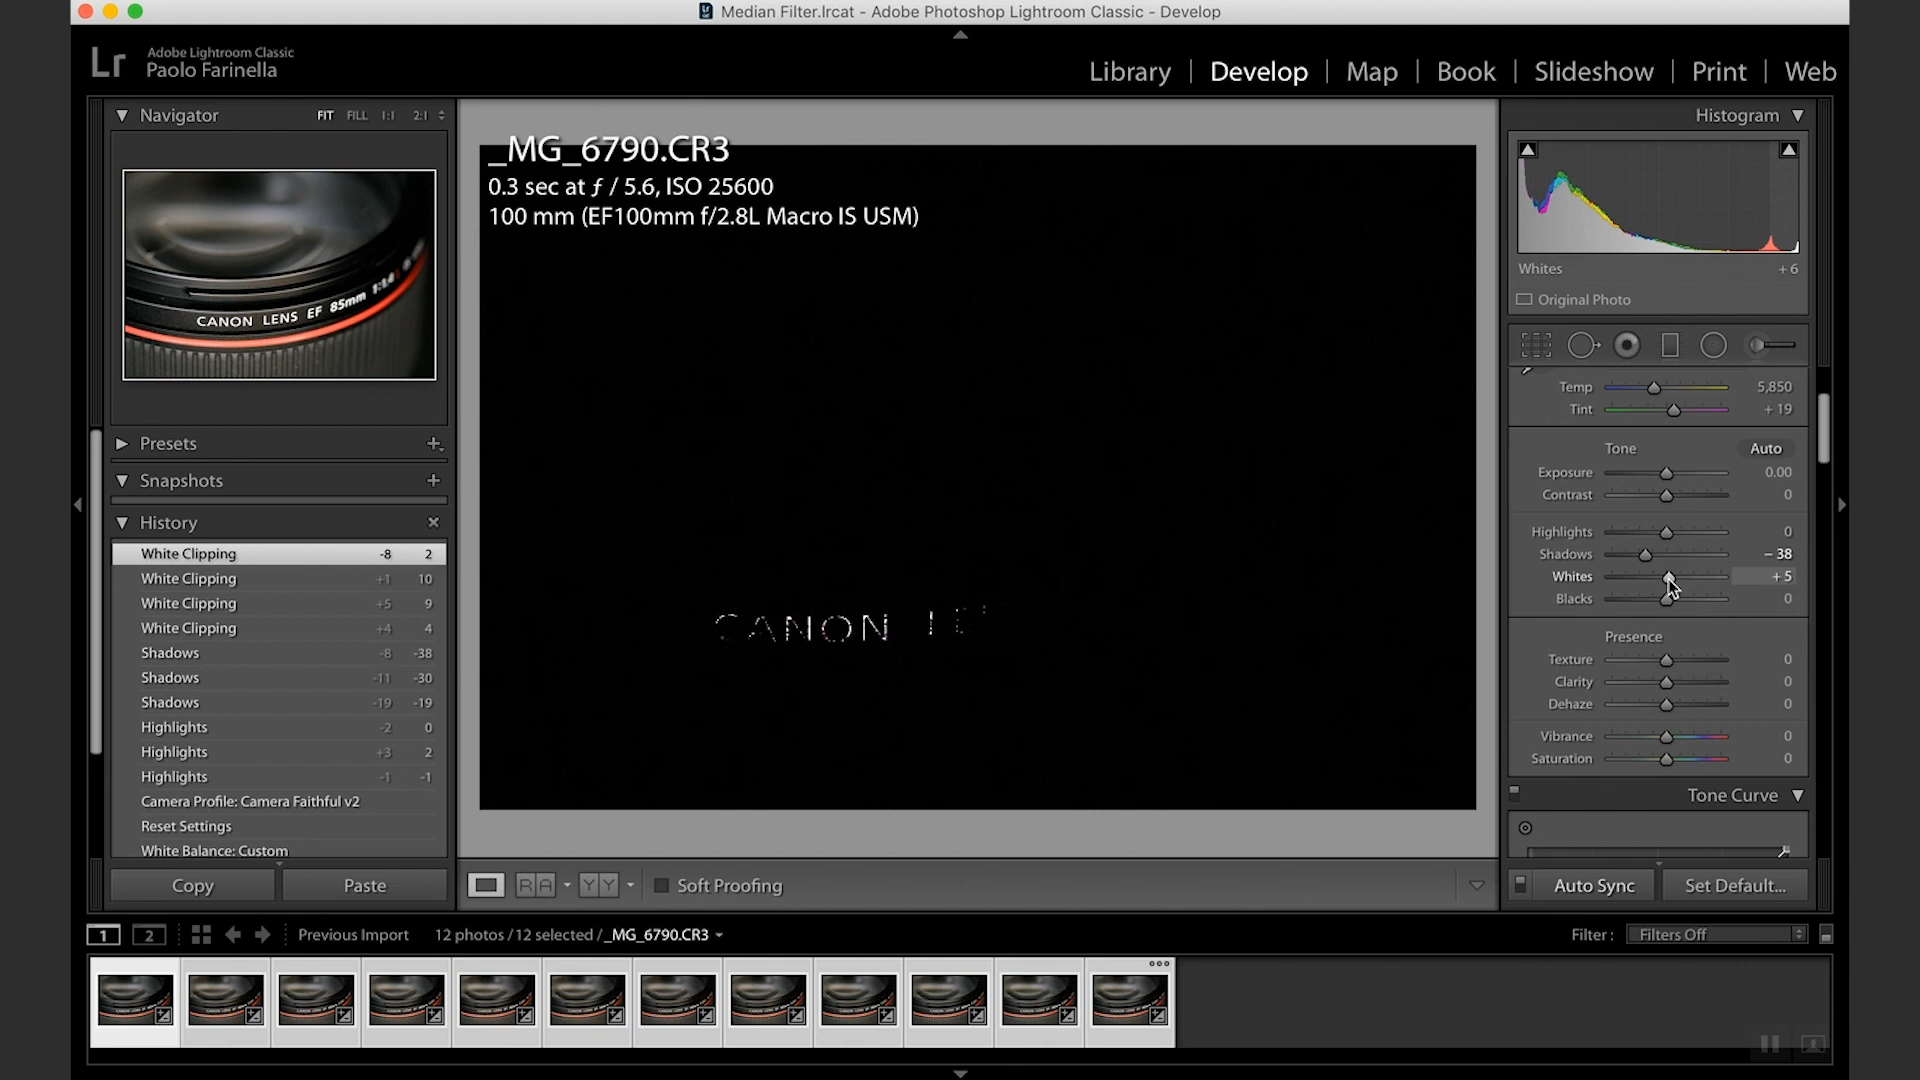 Median Filter.lrcat - Adobe Photoshop Lightroom Classic - Develop
Lr
Adobe Lightroom Classic
Paolo Farinella
Library | Develop | Map | Book | Slideshow | Print | Web
Navigator FIT FILL 1:1 2:1
CANON LENS EF 85mm
Presets
Snapshots
History
White Clipping -8 2
White Clipping +1 10
White Clipping +5 9
White Clipping +4 4
Shadows -8 -38
Shadows -11 -30
Shadows -19 -19
Highlights -2 0
Highlights +3 2
Highlights -1 -1
Camera Profile: Camera Faithful v2
Reset Settings
White Balance: Custom
Copy Paste
_MG_6790.CR3
0.3 sec at ƒ / 5.6, ISO 25600
100 mm (EF100mm f/2.8L Macro IS USM)
CANON LE
RA YY Soft Proofing
Histogram
Whites +6
Original Photo
Temp 5,850
Tint +19
Tone Auto
Exposure 0.00
Contrast 0
Highlights 0
Shadows - 38
Whites + 5
Blacks 0
Presence
Texture 0
Clarity 0
Dehaze 0
Vibrance 0
Saturation 0
Tone Curve
Auto Sync Set Default...
1 2 Previous Import 12 photos / 12 selected / _MG_6790.CR3 Filter : Filters Off